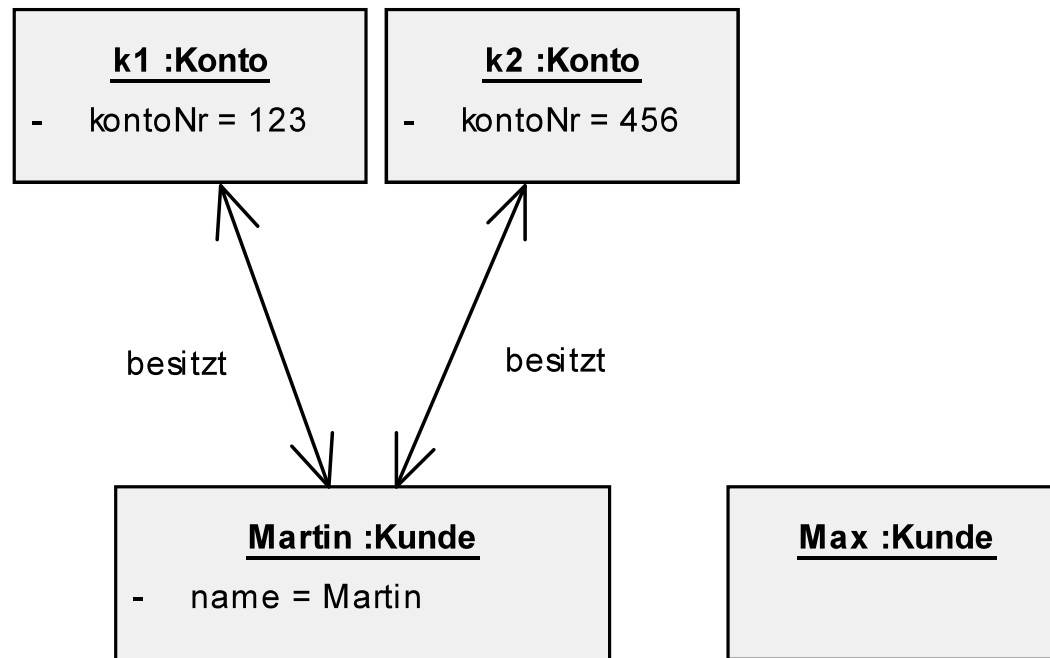 k1 :Konto
- kontoNr = 123
k2 :Konto
- kontoNr = 456
besitzt
besitzt
Martin :Kunde
- name = Martin
Max :Kunde